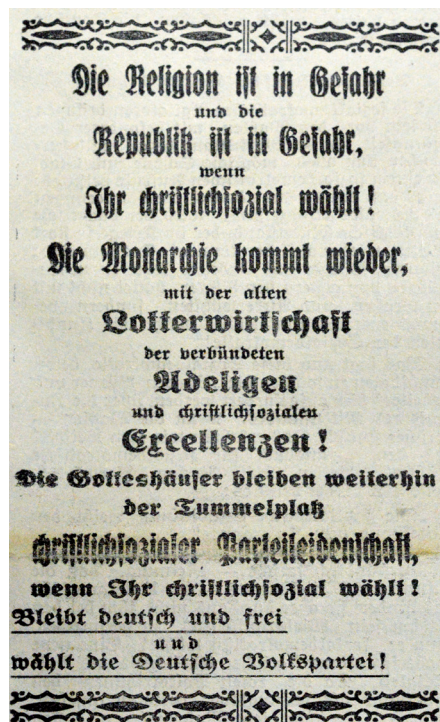 Die Religion ist in Gefahr
und die
Republik ist in Gefahr,
wenn
Ihr christlichsozial wählt!
Die Monarchie kommt wieder,
mit der alten
Lotterwirtschaft
der verbündeten
Adeligen
und christlichsozialen
Excellenzen!
Die Gotteshäuser bleiben weiterhin
der Tummelplatz
christlichsozialer Parteileidenschaft,
wenn Ihr christlichsozial wählt!
Bleibt deutsch und frei
und
wählt die Deutsche Volkspartei!